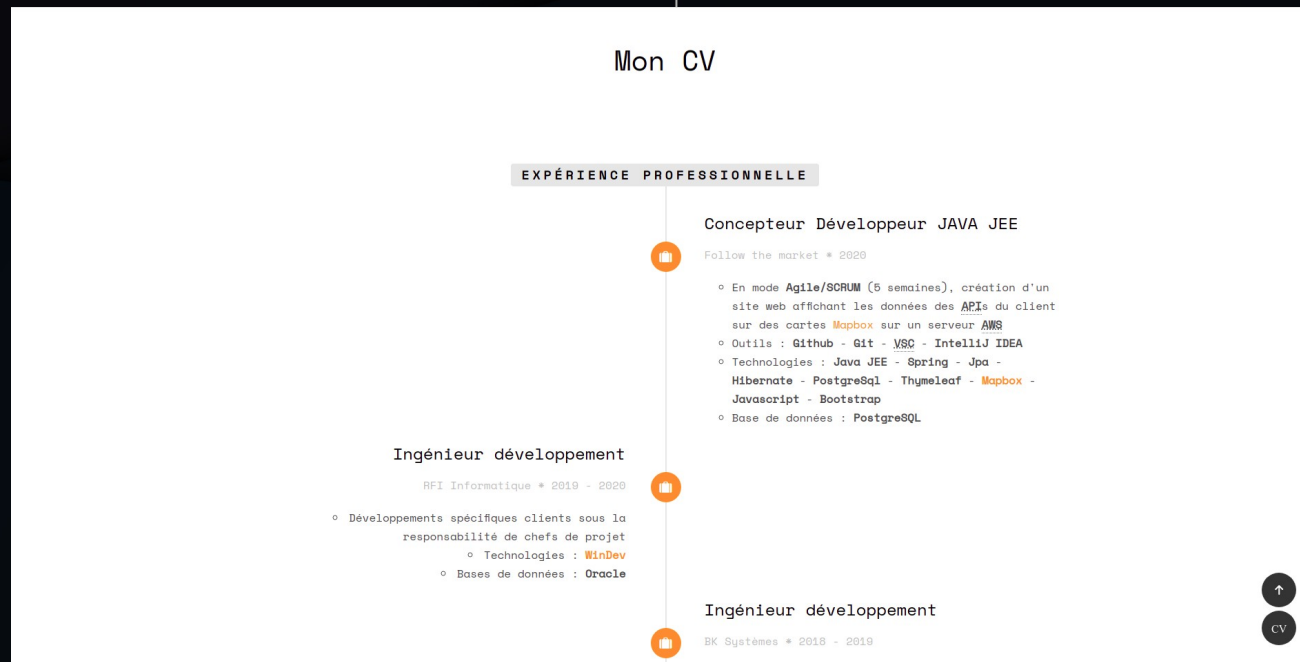 Mon CV
EXPÉRIENCE PROFESSIONNELLE
Concepteur Développeur JAVA JEE
Follow the market * 2020
En mode Agile/SCRUM (5 semaines), création d'un
site web affichant les données des APIs du client
sur des cartes Mapbox sur un serveur AWS
Outils : Github - Git - VSC - IntelliJ IDEA
Technologies : Java JEE - Spring - Jpa -
Hibernate - PostgreSql - Thymeleaf - Mapbox -
Javascript - Bootstrap
Base de données : PostgreSQL
Ingénieur développement
RFI Informatique * 2019 - 2020
Développements spécifiques clients sous la
responsabilité de chefs de projet
Technologies : WinDev
Bases de données : Oracle
Ingénieur développement
BK Systèmes * 2018 - 2019
CV